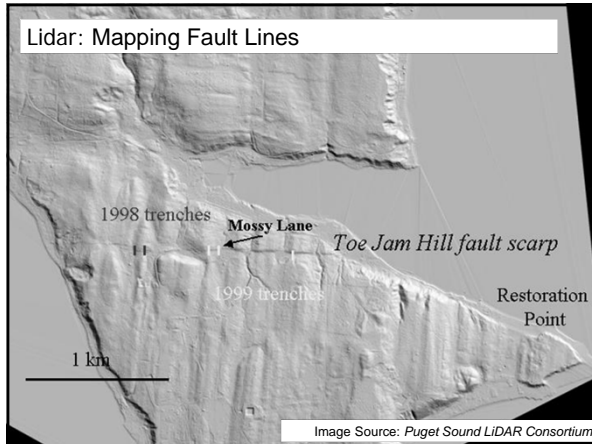 Lidar: Mapping Fault Lines
1998 trenches
Mossy Lane
Toe Jam Hill fault scarp
1999 trenches
Restoration
Point
1 km
Image Source: Puget Sound LiDAR Consortium